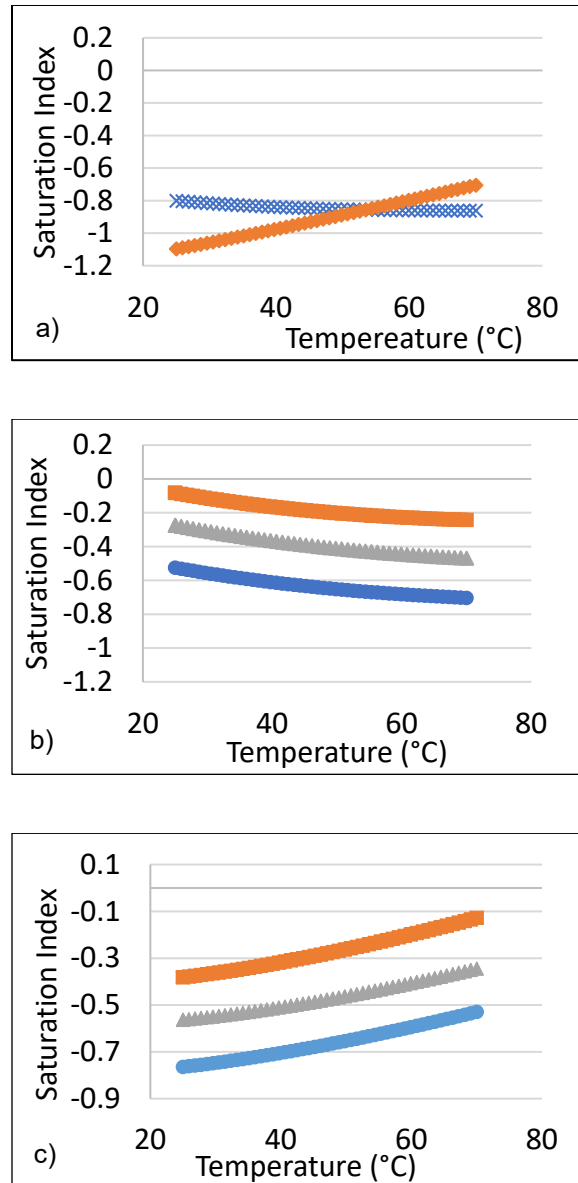 0.2
0
-0.2
-0.4
-0.6
-0.8
-1
-1.2
Saturation Index
20 40 60 80
a) Tempereature (°C)
0.2
0
-0.2
-0.4
-0.6
-0.8
-1
-1.2
Saturation Index
20 40 60 80
b) Temperature (°C)
0.1
-0.1
-0.3
-0.5
-0.7
-0.9
Saturation Index
20 40 60 80
c) Temperature (°C)